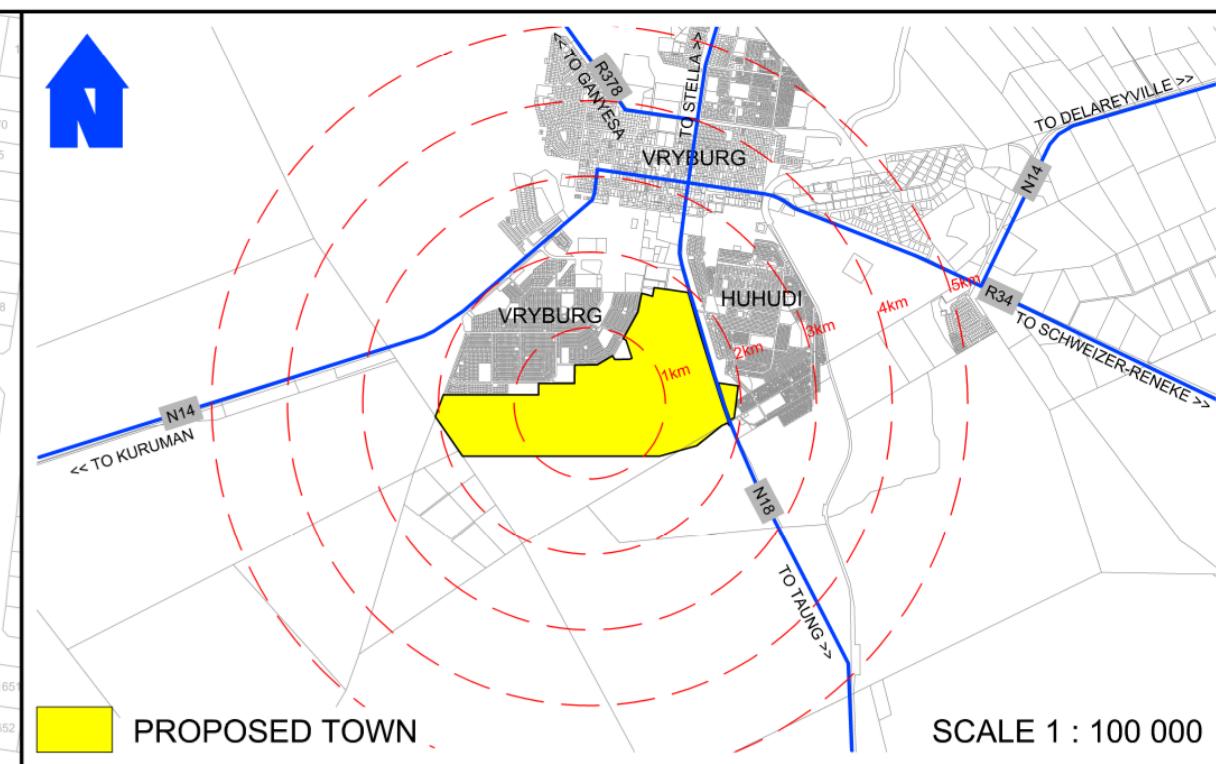 N
<< TO GANYESA
R378
TO STELLA >>
VRYBURG
TO DELAREYVILLE >>
N14
HUHUDI
VRYBURG
1km
2km
3km
4km
5km
R34
TO SCHWEIZER-RENEKE >>
N14
<< TO KURUMAN
N18
TO TAUNG >>
PROPOSED TOWN
SCALE 1 : 100 000